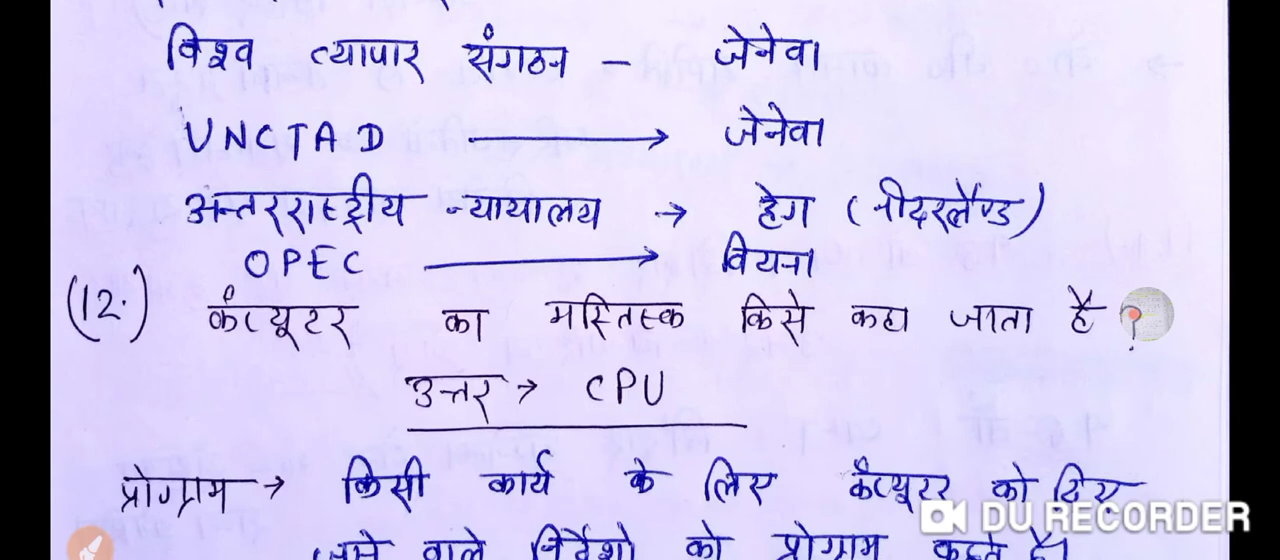 विश्व व्यापार संगठन – जेनेवा
UNCTAD → जेनेवा
अन्तरराष्ट्रीय न्यायालय → हेग (नीदरलैण्ड)
OPEC → वियना
(12.) कंप्यूटर का मस्तिस्क किसे कहा जाता है ?
उत्तर → CPU
प्रोग्राम → किसी कार्य के लिए कंप्यूटर को दिए
जाने वाले निर्देशो को प्रोग्राम कहते है।
DU RECORDER